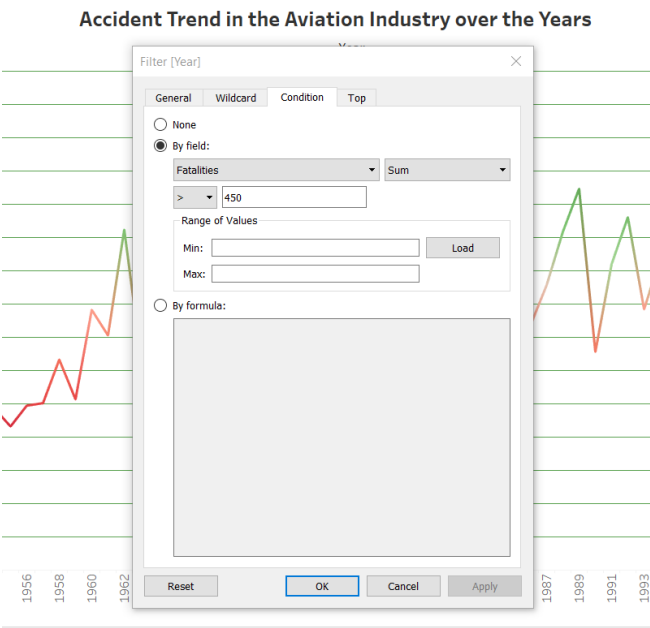 Accident Trend in the Aviation Industry over the Years
Filter [Year]
General Wildcard Condition Top
None
By field:
Fatalities Sum
> 450
Range of Values
Min: Load
Max:
By formula:
Reset OK Cancel Apply
1956 1958 1960 1962 1987 1989 1991 1993